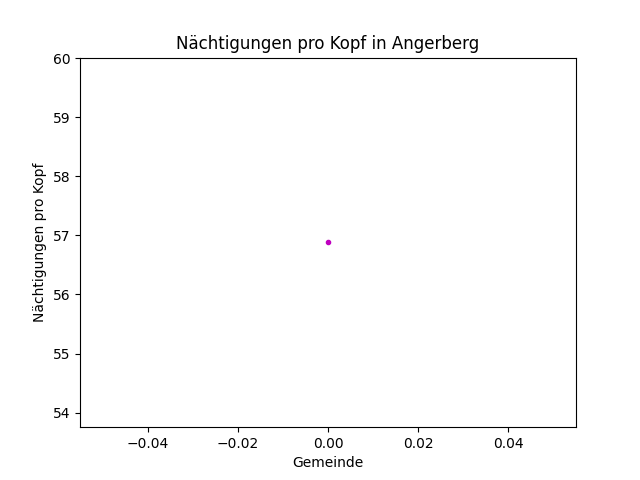 Nächtigungen pro Kopf in Angerberg
60
59
58
57
56
55
54
Nächtigungen pro Kopf
−0.04 −0.02 0.00 0.02 0.04
Gemeinde